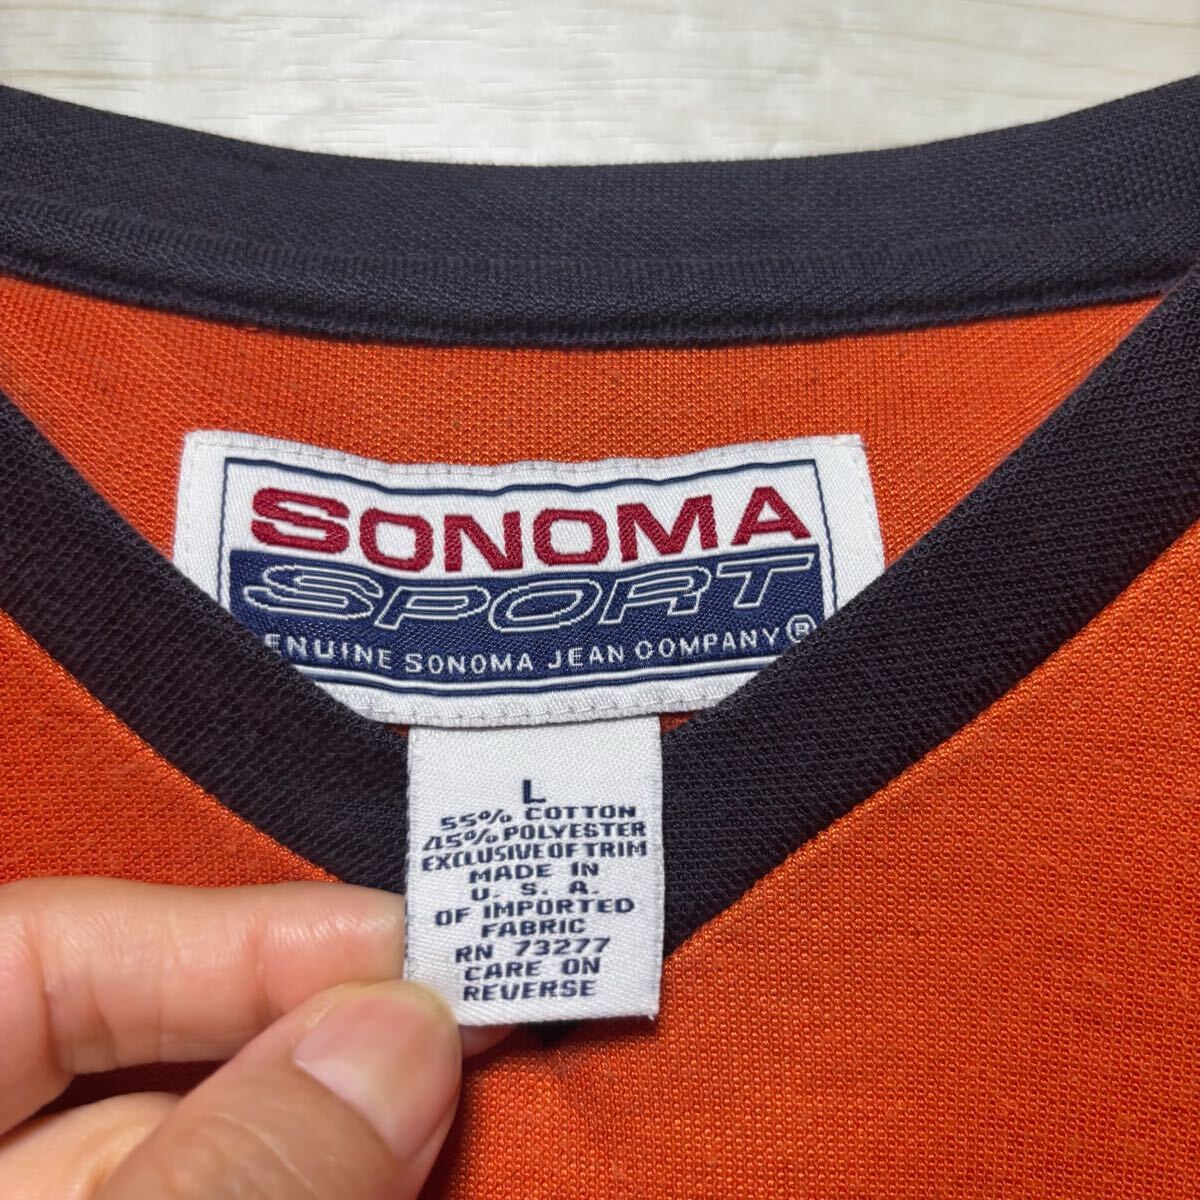 SONOMA
SPORT
ENUINE SONOMA JEAN COMPANY ®
L
55% COTTON
45% POLYESTER
EXCLUSIVE OF TRIM
MADE IN
U. S. A.
OF IMPORTED
FABRIC
RN 73277
CARE ON
REVERSE